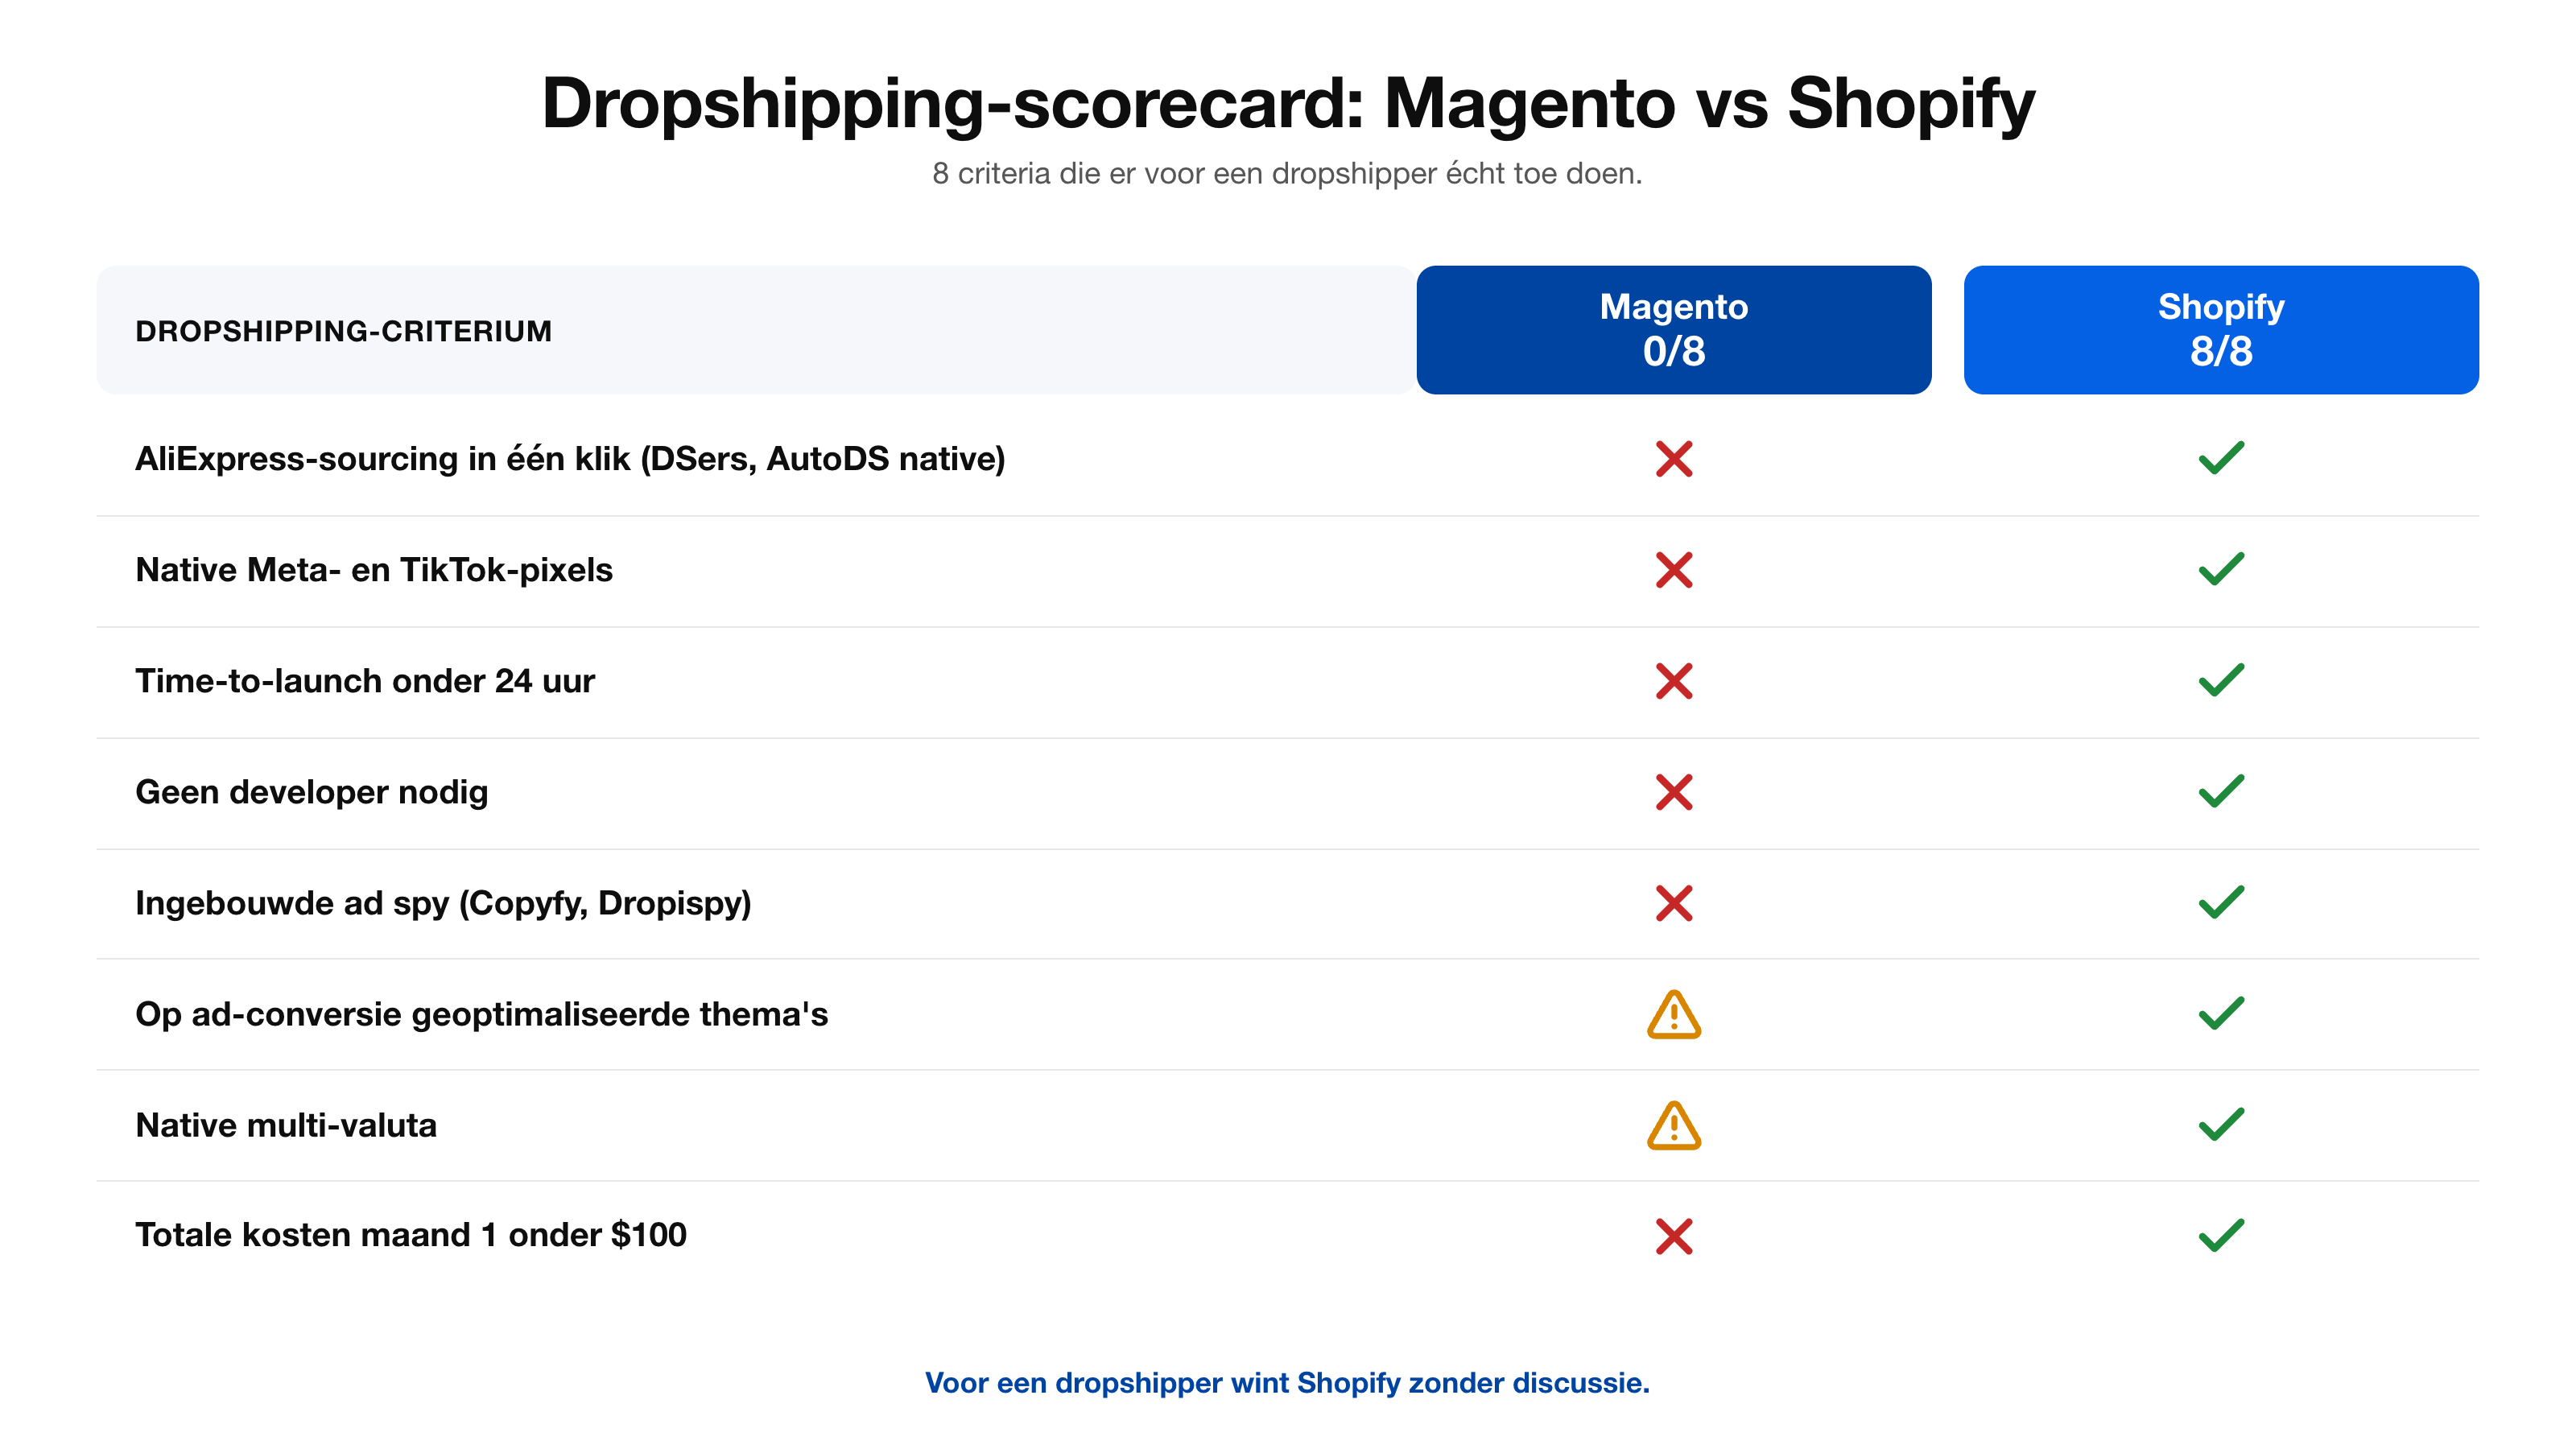 Dropshipping-scorecard: Magento vs Shopify
8 criteria die er voor een dropshipper écht toe doen.
DROPSHIPPING-CRITERIUM
Magento
0/8
Shopify
8/8
AliExpress-sourcing in één klik (DSers, AutoDS native)
Native Meta- en TikTok-pixels
Time-to-launch onder 24 uur
Geen developer nodig
Ingebouwde ad spy (Copyfy, Dropispy)
Op ad-conversie geoptimaliseerde thema's
Native multi-valuta
Totale kosten maand 1 onder $100
Voor een dropshipper wint Shopify zonder discussie.